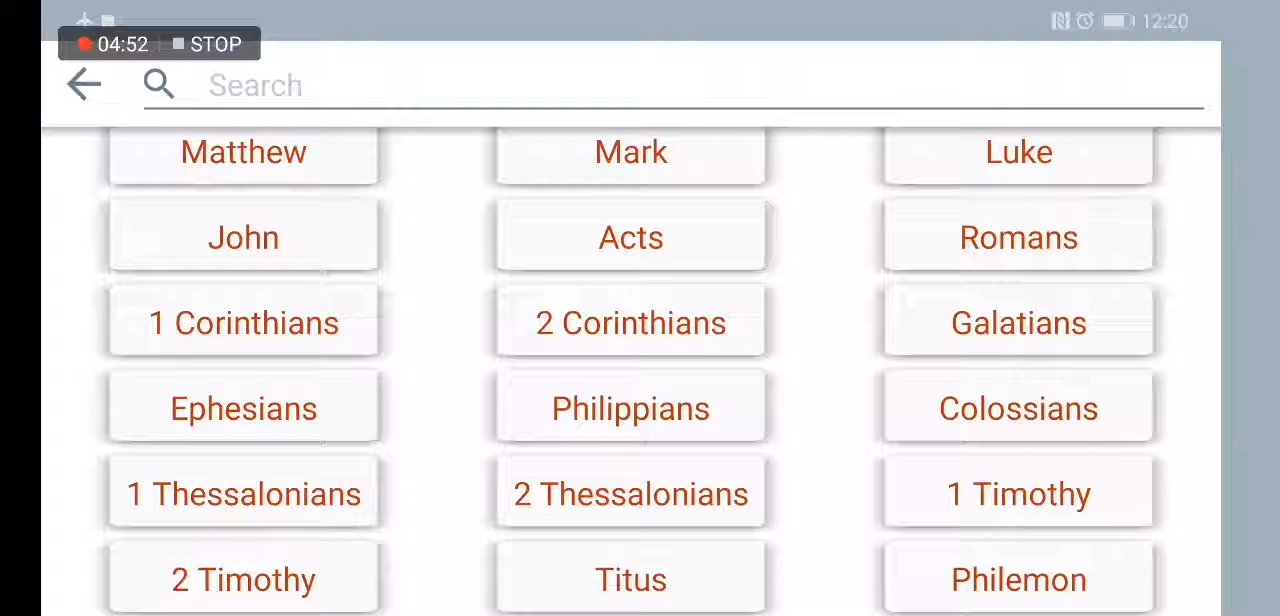 12:20
04:52 STOP
Search
Matthew Mark Luke
John Acts Romans
1 Corinthians 2 Corinthians Galatians
Ephesians Philippians Colossians
1 Thessalonians 2 Thessalonians 1 Timothy
2 Timothy Titus Philemon